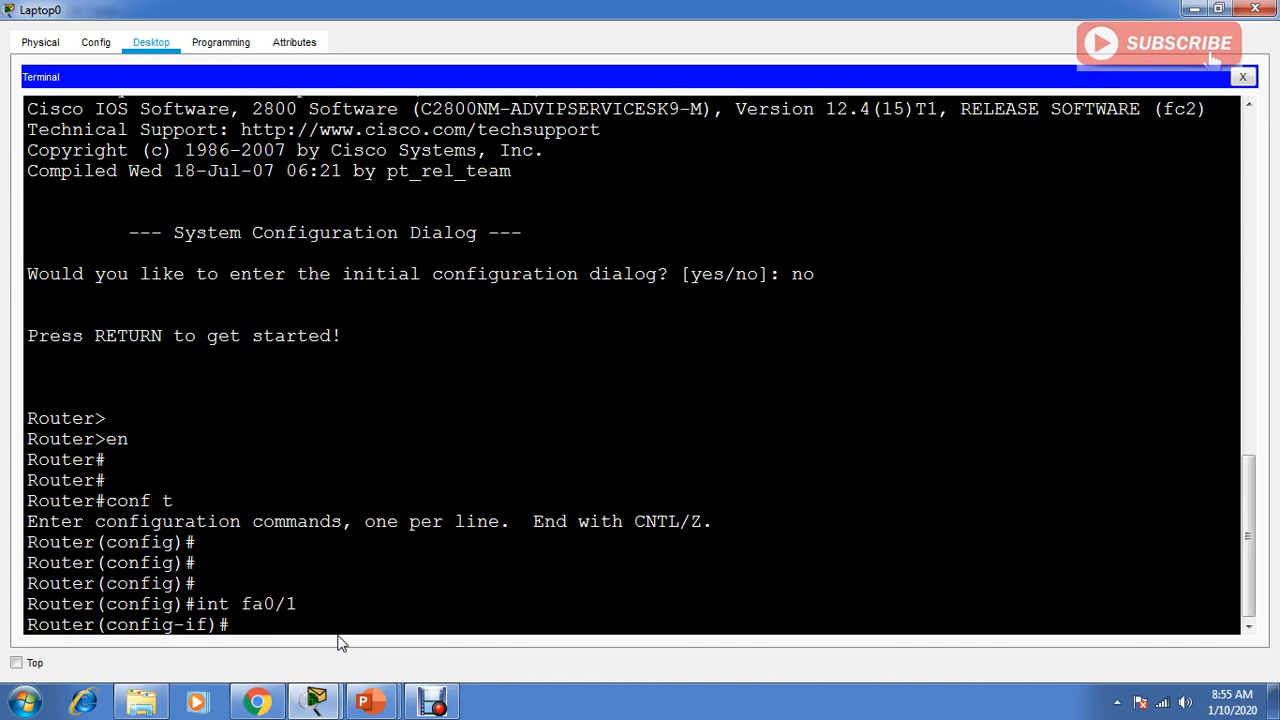 Laptop0
Physical Config Desktop Programming Attributes
SUBSCRIBE
Terminal X
Cisco IOS Software, 2800 Software (C2800NM-ADVIPSERVICESK9-M), Version 12.4(15)T1, RELEASE SOFTWARE (fc2)
Technical Support: http://www.cisco.com/techsupport
Copyright (c) 1986-2007 by Cisco Systems, Inc.
Compiled Wed 18-Jul-07 06:21 by pt_rel_team
--- System Configuration Dialog ---
Would you like to enter the initial configuration dialog? [yes/no]: no
Press RETURN to get started!
Router>
Router>en
Router#
Router#
Router#conf t
Enter configuration commands, one per line.  End with CNTL/Z.
Router(config)#
Router(config)#
Router(config)#
Router(config)#int fa0/1
Router(config-if)#
Top
8:55 AM
1/10/2020